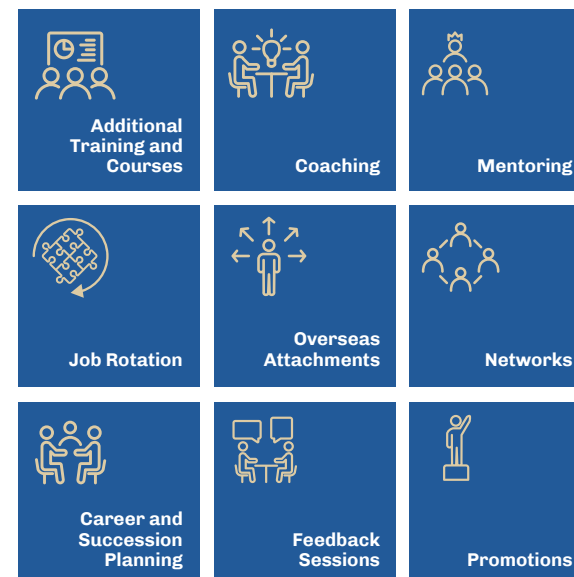 Additional
Training and
Courses
Coaching
Mentoring
Job Rotation
Overseas
Attachments
Networks
Career and
Succession
Planning
Feedback
Sessions
Promotions